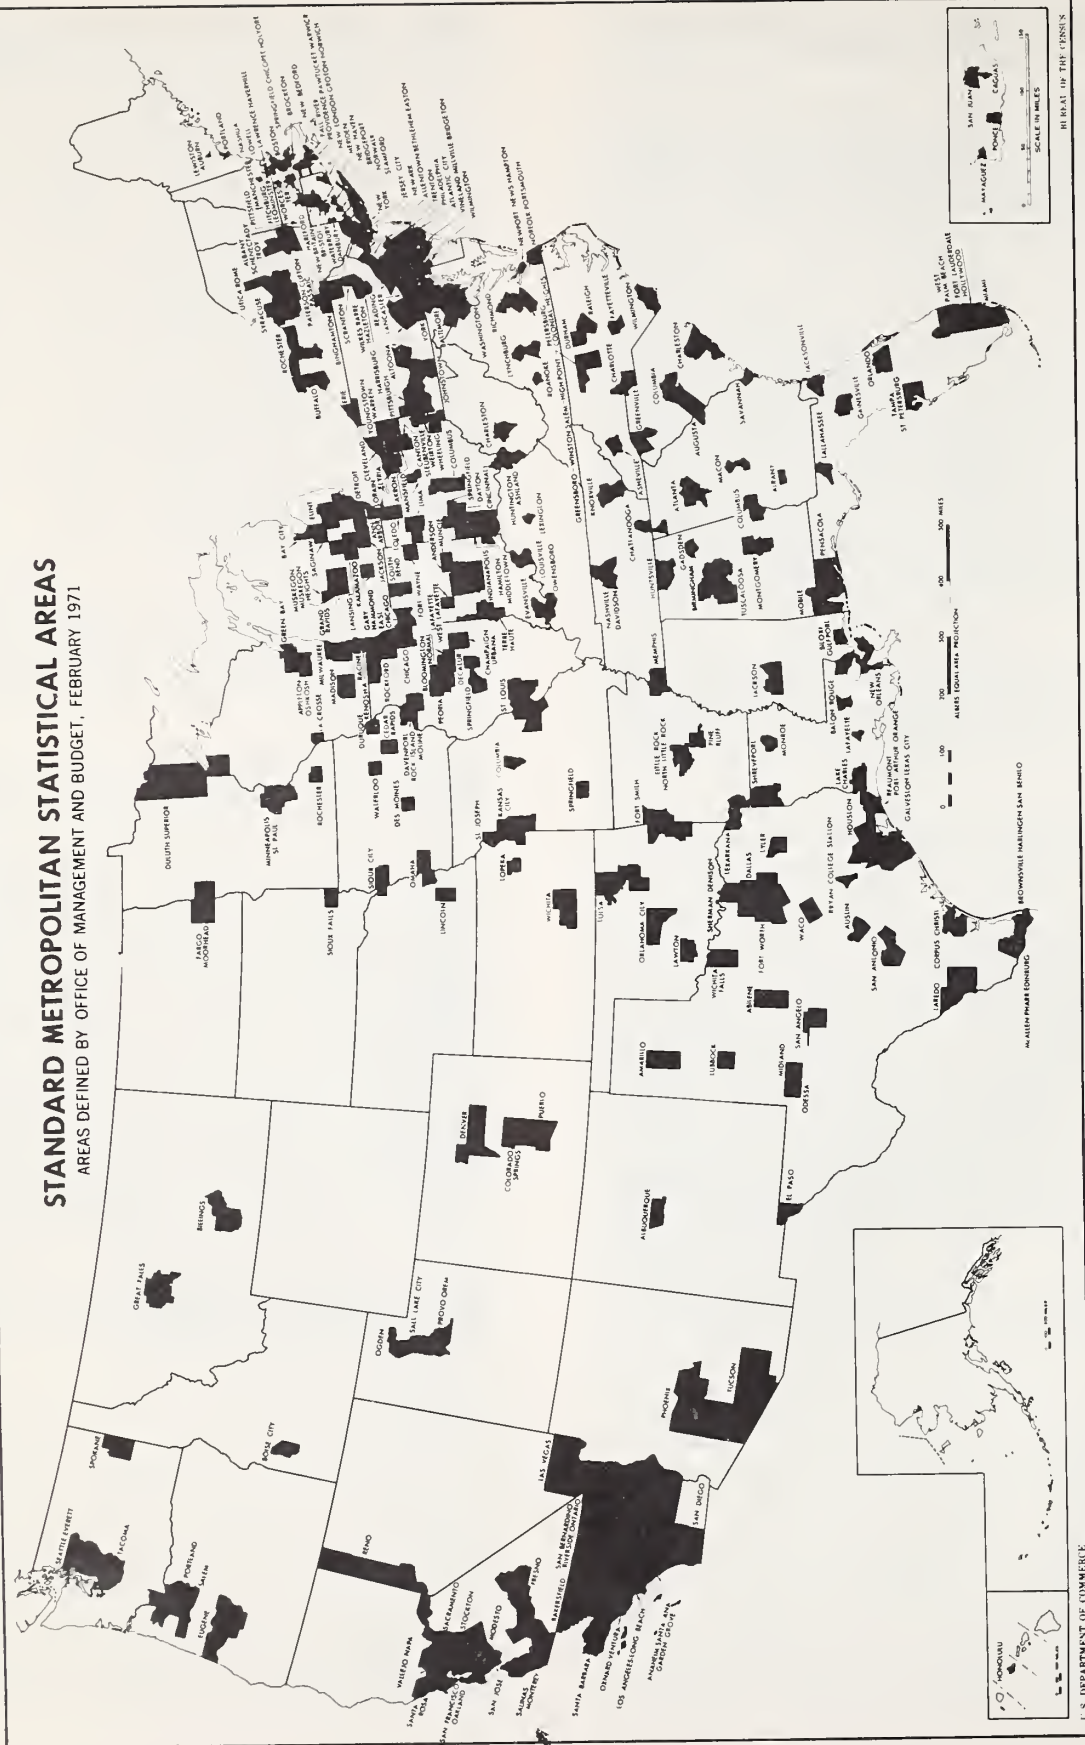 STANDARD METROPOLITAN STATISTICAL AREAS
AREAS DEFINED BY OFFICE OF MANAGEMENT AND BUDGET, FEBRUARY 1971
SEATTLE EVERETT
TACOMA
SPOKANE
PORTLAND
SALEM
EUGENE
BOISE CITY
GREAT FALLS
BILLINGS
RENO
VALLEJO NAPA
SANTA ROSA
SACRAMENTO
STOCKTON
SAN FRANCISCO OAKLAND
MODESTO
SAN JOSE
FRESNO
SALINAS MONTEREY
BAKERSFIELD
SAN BERNARDINO RIVERSIDE ONTARIO
SANTA BARBARA
OXNARD VENTURA
LOS ANGELES LONG BEACH
ANAHEIM SANTA ANA GARDEN GROVE
SAN DIEGO
LAS VEGAS
OGDEN
SALT LAKE CITY
PROVO OREM
PHOENIX
TUCSON
DENVER
COLORADO SPRINGS
PUEBLO
ALBUQUERQUE
EL PASO
FARGO MOORHEAD
SIOUX FALLS
DULUTH SUPERIOR
MINNEAPOLIS ST PAUL
ROCHESTER
LA CROSSE
SIOUX CITY
OMAHA
LINCOLN
DES MOINES
WATERLOO
CEDAR RAPIDS
DUBUQUE
DAVENPORT ROCK ISLAND MOLINE
TOPEKA
ST JOSEPH
KANSAS CITY
COLUMBIA
WICHITA
SPRINGFIELD
ST LOUIS
TULSA
OKLAHOMA CITY
LAWTON
FORT SMITH
LITTLE ROCK NORTH LITTLE ROCK
PINE BLUFF
AMARILLO
LUBBOCK
WICHITA FALLS
SHERMAN DENISON
TEXARKANA
DALLAS
FORT WORTH
TYLER
ABILENE
MIDLAND
ODESSA
SAN ANGELO
WACO
BRYAN COLLEGE STATION
AUSTIN
SAN ANTONIO
HOUSTON
BEAUMONT PORT ARTHUR ORANGE
GALVESTON TEXAS CITY
CORPUS CHRISTI
LAREDO
BROWNSVILLE HARLINGEN SAN BENITO
McALLEN PHARR EDINBURG
SHREVEPORT
MONROE
LAKE CHARLES
LAFAYETTE
BATON ROUGE
NEW ORLEANS
BILOXI GULFPORT
JACKSON
MEMPHIS
GREEN BAY
APPLETON OSHKOSH
MILWAUKEE
MADISON
RACINE
KENOSHA
ROCKFORD
CHICAGO
PEORIA
BLOOMINGTON NORMAL
DECATUR
SPRINGFIELD
CHAMPAIGN URBANA
MUSKEGON MUSKEGON HEIGHTS
GRAND RAPIDS
BAY CITY
SAGINAW
FLINT
LANSING
KALAMAZOO
JACKSON
ANN ARBOR
DETROIT
GARY HAMMOND EAST CHICAGO
SOUTH BEND
FORT WAYNE
LAFAYETTE WEST LAFAYETTE
ANDERSON
MUNCIE
INDIANAPOLIS
TERRE HAUTE
EVANSVILLE
TOLEDO
LIMA
MANSFIELD
LORAIN ELYRIA
CLEVELAND
AKRON
CANTON
YOUNGSTOWN WARREN
STEUBENVILLE WEIRTON
WHEELING
COLUMBUS
SPRINGFIELD
DAYTON
CINCINNATI
HAMILTON MIDDLETOWN
LOUISVILLE
OWENSBORO
LEXINGTON
HUNTINGTON ASHLAND
CHARLESTON
NASHVILLE DAVIDSON
KNOXVILLE
CHATTANOOGA
HUNTSVILLE
GADSDEN
BIRMINGHAM
TUSCALOOSA
MONTGOMERY
MOBILE
PENSACOLA
TALLAHASSEE
ATLANTA
COLUMBUS
MACON
ALBANY
AUGUSTA
SAVANNAH
JACKSONVILLE
GAINESVILLE
ORLANDO
TAMPA ST PETERSBURG
WEST PALM BEACH
FORT LAUDERDALE HOLLYWOOD
MIAMI
CHARLESTON
COLUMBIA
GREENVILLE
ASHEVILLE
CHARLOTTE
GREENSBORO—WINSTON SALEM—HIGH POINT
DURHAM
RALEIGH
FAYETTEVILLE
WILMINGTON
ROANOKE
LYNCHBURG
RICHMOND
PETERSBURG COLONIAL HEIGHTS
NEWPORT NEWS HAMPTON
NORFOLK PORTSMOUTH
WASHINGTON
BALTIMORE
ERIE
PITTSBURGH
JOHNSTOWN
ALTOONA
HARRISBURG
YORK
LANCASTER
READING
WILKES BARRE HAZLETON
SCRANTON
BUFFALO
ROCHESTER
SYRACUSE
UTICA ROME
BINGHAMTON
ALBANY SCHENECTADY TROY
PATERSON CLIFTON PASSAIC
LEWISTON AUBURN
PORTLAND
NASHUA
MANCHESTER
LOWELL
LAWRENCE HAVERHILL
BOSTON
PITTSFIELD
FITCHBURG LEOMINSTER
WORCESTER
SPRINGFIELD CHICOPEE HOLYOKE
BROCKTON
NEW BEDFORD
FALL RIVER
PROVIDENCE PAWTUCKET WARWICK
NEW LONDON GROTON NORWICH
HARTFORD
NEW BRITAIN
BRISTOL
WATERBURY
DANBURY
MERIDEN
NEW HAVEN
BRIDGEPORT
NORWALK
STAMFORD
NEW YORK
JERSEY CITY
NEWARK
ALLENTOWN BETHLEHEM EASTON
TRENTON
PHILADELPHIA
ATLANTIC CITY
VINELAND MILLVILLE BRIDGETON
WILMINGTON
HONOLULU
MAYAGUEZ
PONCE
SAN JUAN
CAGUAS
SCALE IN MILES
0 50 100 150
0 100 200 300 400 500 MILES
ALBERS EQUAL AREA PROJECTION
U.S. DEPARTMENT OF COMMERCE
BUREAU OF THE CENSUS